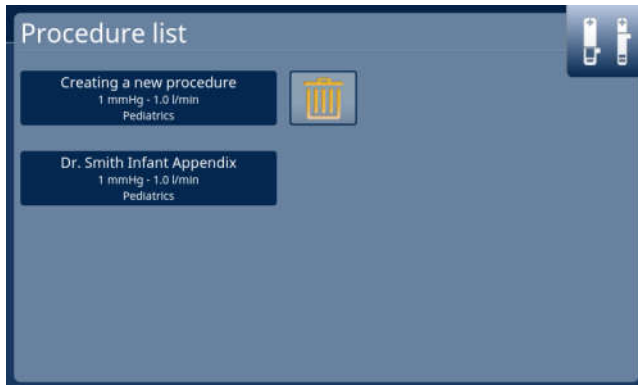 Procedure list
Creating a new procedure
1 mmHg - 1.0 l/min
Pediatrics
Dr. Smith Infant Appendix
1 mmHg - 1.0 l/min
Pediatrics